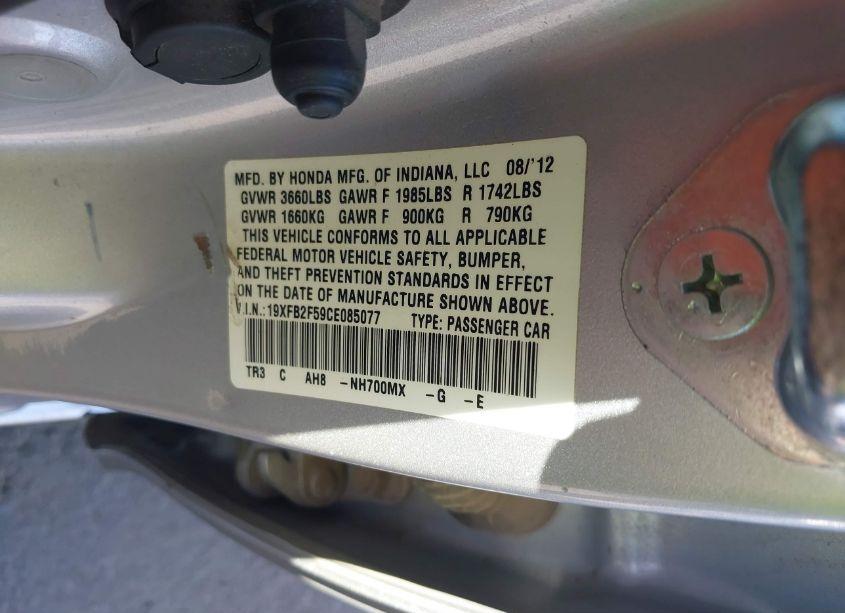 MFD. BY HONDA MFG. OF INDIANA, LLC 08/'12
GVWR 3660LBS GAWR F 1985LBS R 1742LBS
GVWR 1660KG GAWR F 900KG R 790KG
THIS VEHICLE CONFORMS TO ALL APPLICABLE
FEDERAL MOTOR VEHICLE SAFETY, BUMPER,
AND THEFT PREVENTION STANDARDS IN EFFECT
ON THE DATE OF MANUFACTURE SHOWN ABOVE.
V.I.N.:19XFB2F59CE085077 TYPE: PASSENGER CAR
TR3 C AH8 -NH700MX -G -E